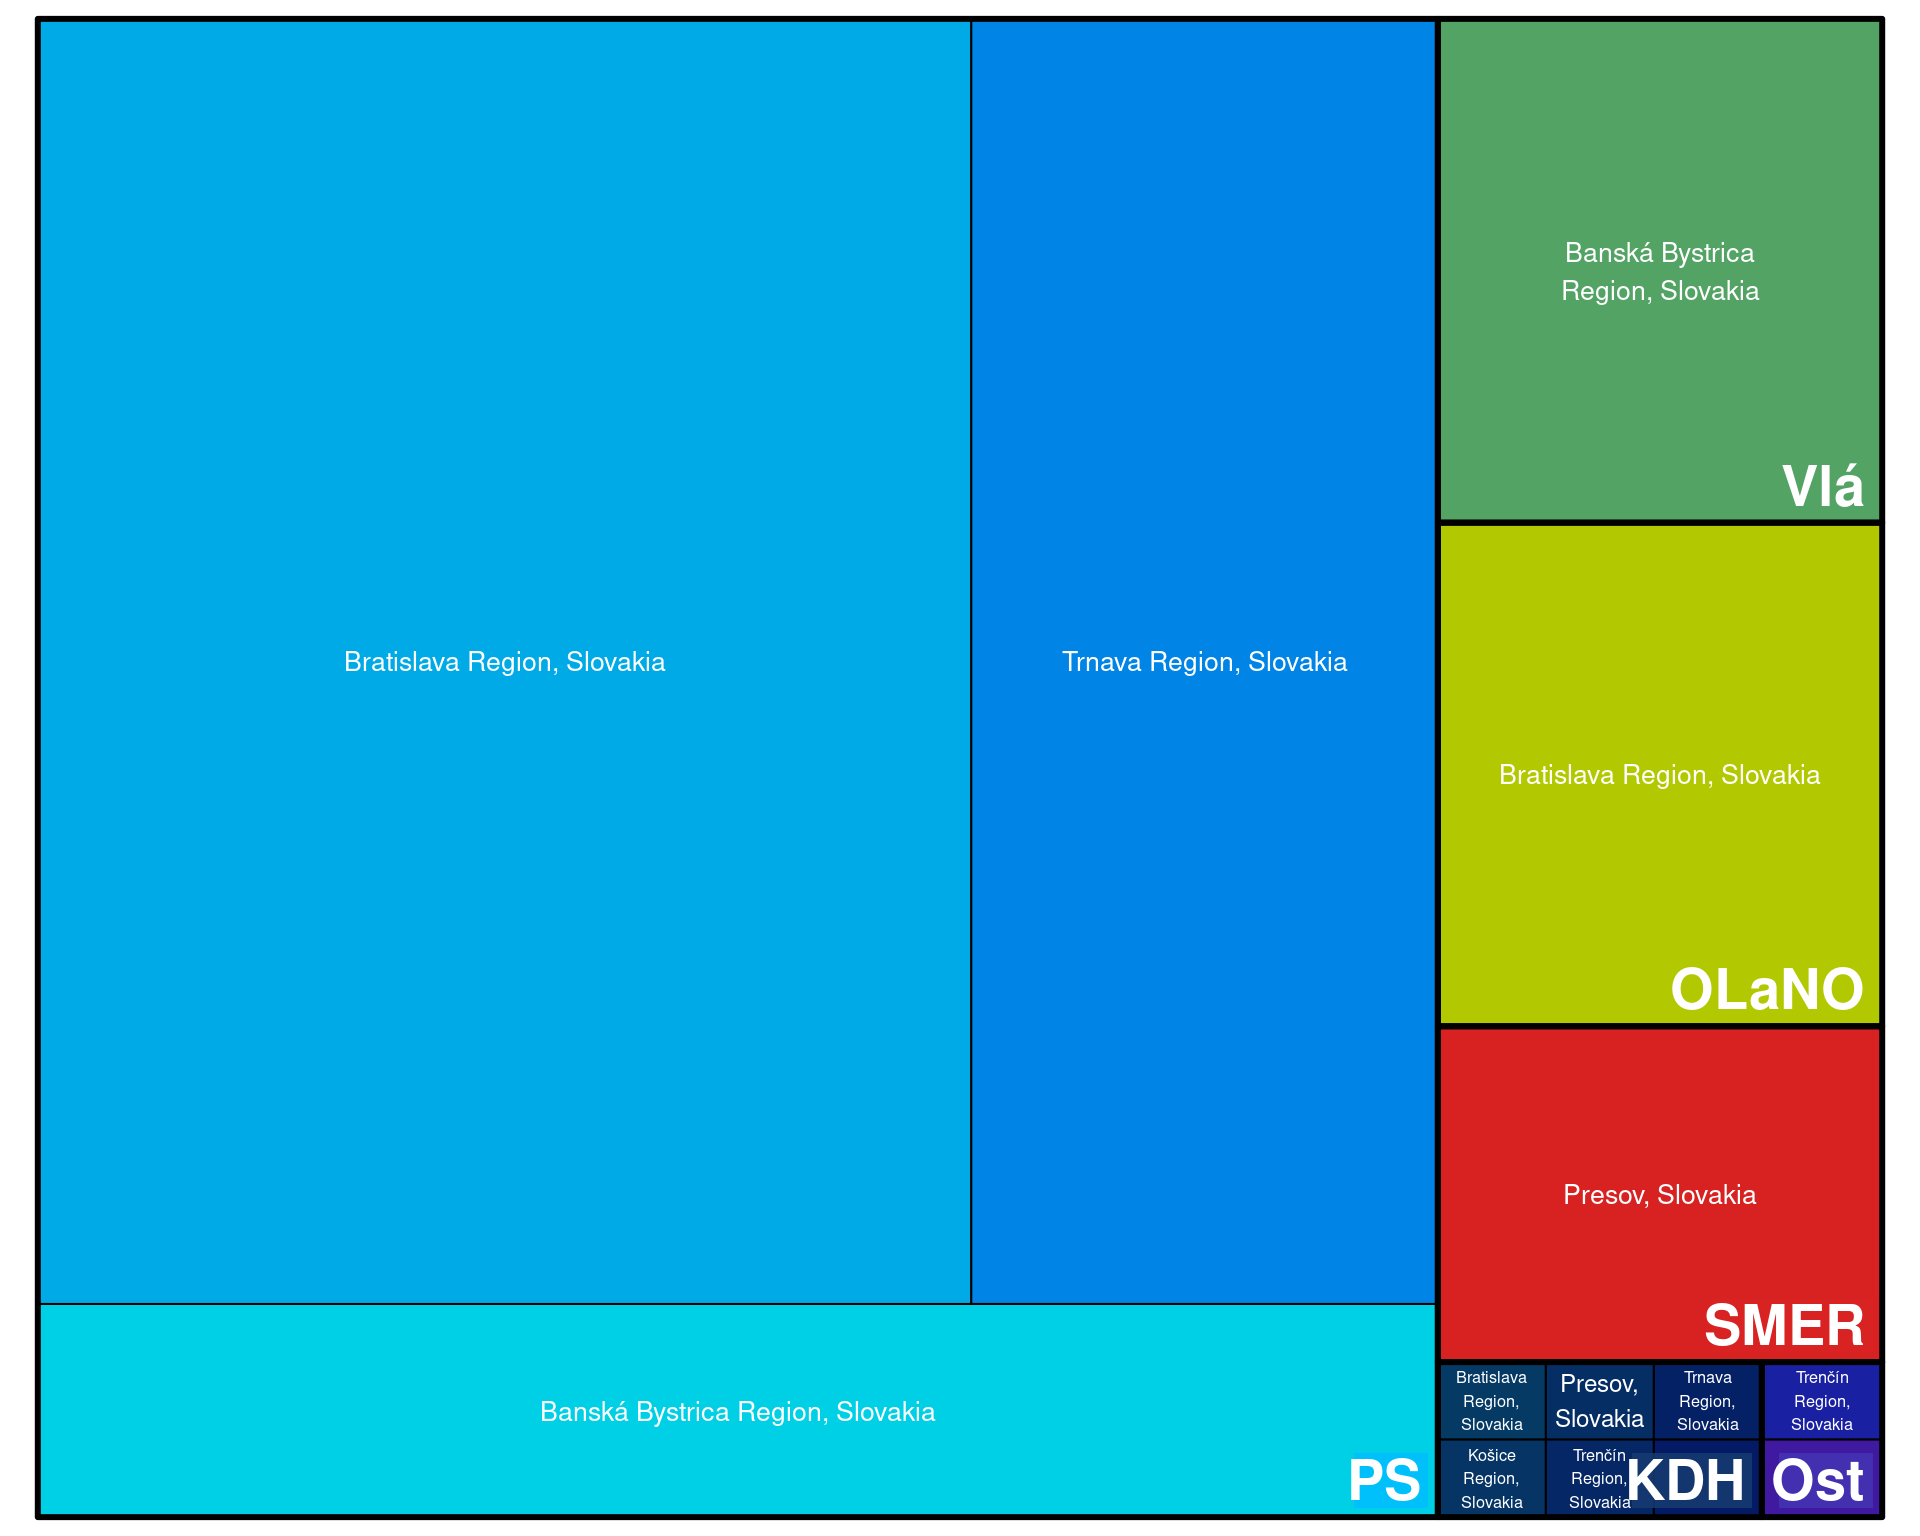 Bratislava Region, Slovakia
Trnava Region, Slovakia
Banská Bystrica Region, Slovakia
PS
Banská Bystrica
Region, Slovakia
Vlá
Bratislava Region, Slovakia
OLaNO
Presov, Slovakia
SMER
Bratislava
Region,
Slovakia
Presov,
Slovakia
Trnava
Region,
Slovakia
Košice
Region,
Slovakia
Trenčín
Region,
Slovakia
KDH
Trenčín
Region,
Slovakia
Ost